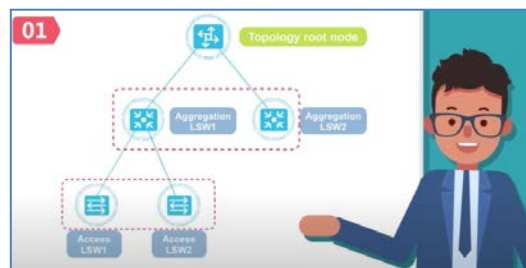 01
Topology root node
Aggregation
LSW1
Aggregation
LSW2
Access
LSW1
Access
LSW2